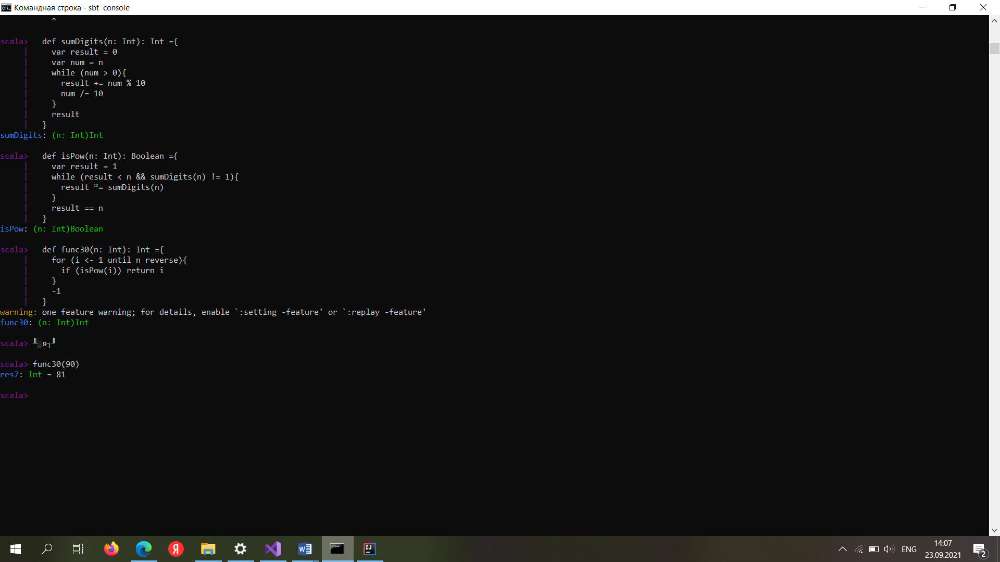 Командная строка - sbt  console
^
scala>   def sumDigits(n: Int): Int ={
     |     var result = 0
     |     var num = n
     |     while (num > 0){
     |       result += num % 10
     |       num /= 10
     |     }
     |     result
     |   }
sumDigits: (n: Int)Int
scala>   def isPow(n: Int): Boolean ={
     |     var result = 1
     |     while (result < n && sumDigits(n) != 1){
     |       result *= sumDigits(n)
     |     }
     |     result == n
     |   }
isPow: (n: Int)Boolean
scala>   def func30(n: Int): Int ={
     |     for (i <- 1 until n reverse){
     |       if (isPow(i)) return i
     |     }
     |     -1
     |   }
warning: one feature warning; for details, enable `:setting -feature' or `:replay -feature'
func30: (n: Int)Int
scala> ╨░я┐╜
scala> func30(90)
res7: Int = 81
scala>
ENG
14:07
23.09.2021
2